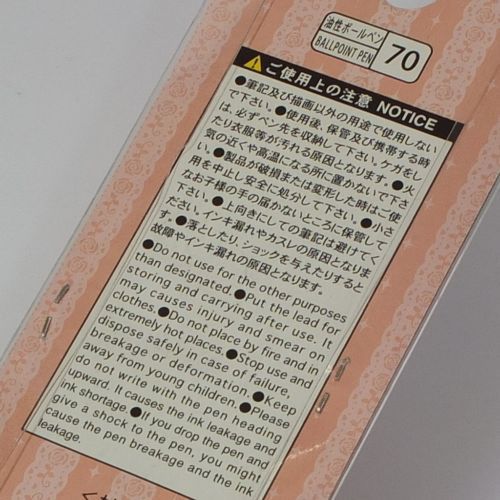 油性ボールペン
BALLPOINT PEN
70
ご使用上の注意 NOTICE
●筆記及び描画以外の用途で使用しない
で下さい。●使用後、保管及び携帯する時
は、必ずペン先を収納して下さい。ケガをし
たり衣服等が汚れる原因となります。●火
気の近くや高温になる所に置かないで下さ
い。●製品が破損または変形した時はご使
用を中止し安全に処分して下さい。●小さ
なお子様の手の届かないところに保管して
下さい。●上向きにしての筆記は避けてく
ださい。インキ漏れやカスレの原因となりま
す。●落としたり、ショックを与えたりすると
故障やインキ漏れの原因となります。
●Do not use for the other purposes
than designated. ●Put the lead for
storing and carrying after use. It
may causes injury and smear on
clothes. ●Do not place by fire and in
extremely hot places. ●Stop use and
dispose safely in case of failure,
breakage or deformation. ●Keep
away from young children. ●Please
do not write with the pen heading
upward. It causes the ink leakage and
ink shortage. ●If you drop the pen and
give a shock to the pen, you might
cause the pen breakage and the ink
leakage.